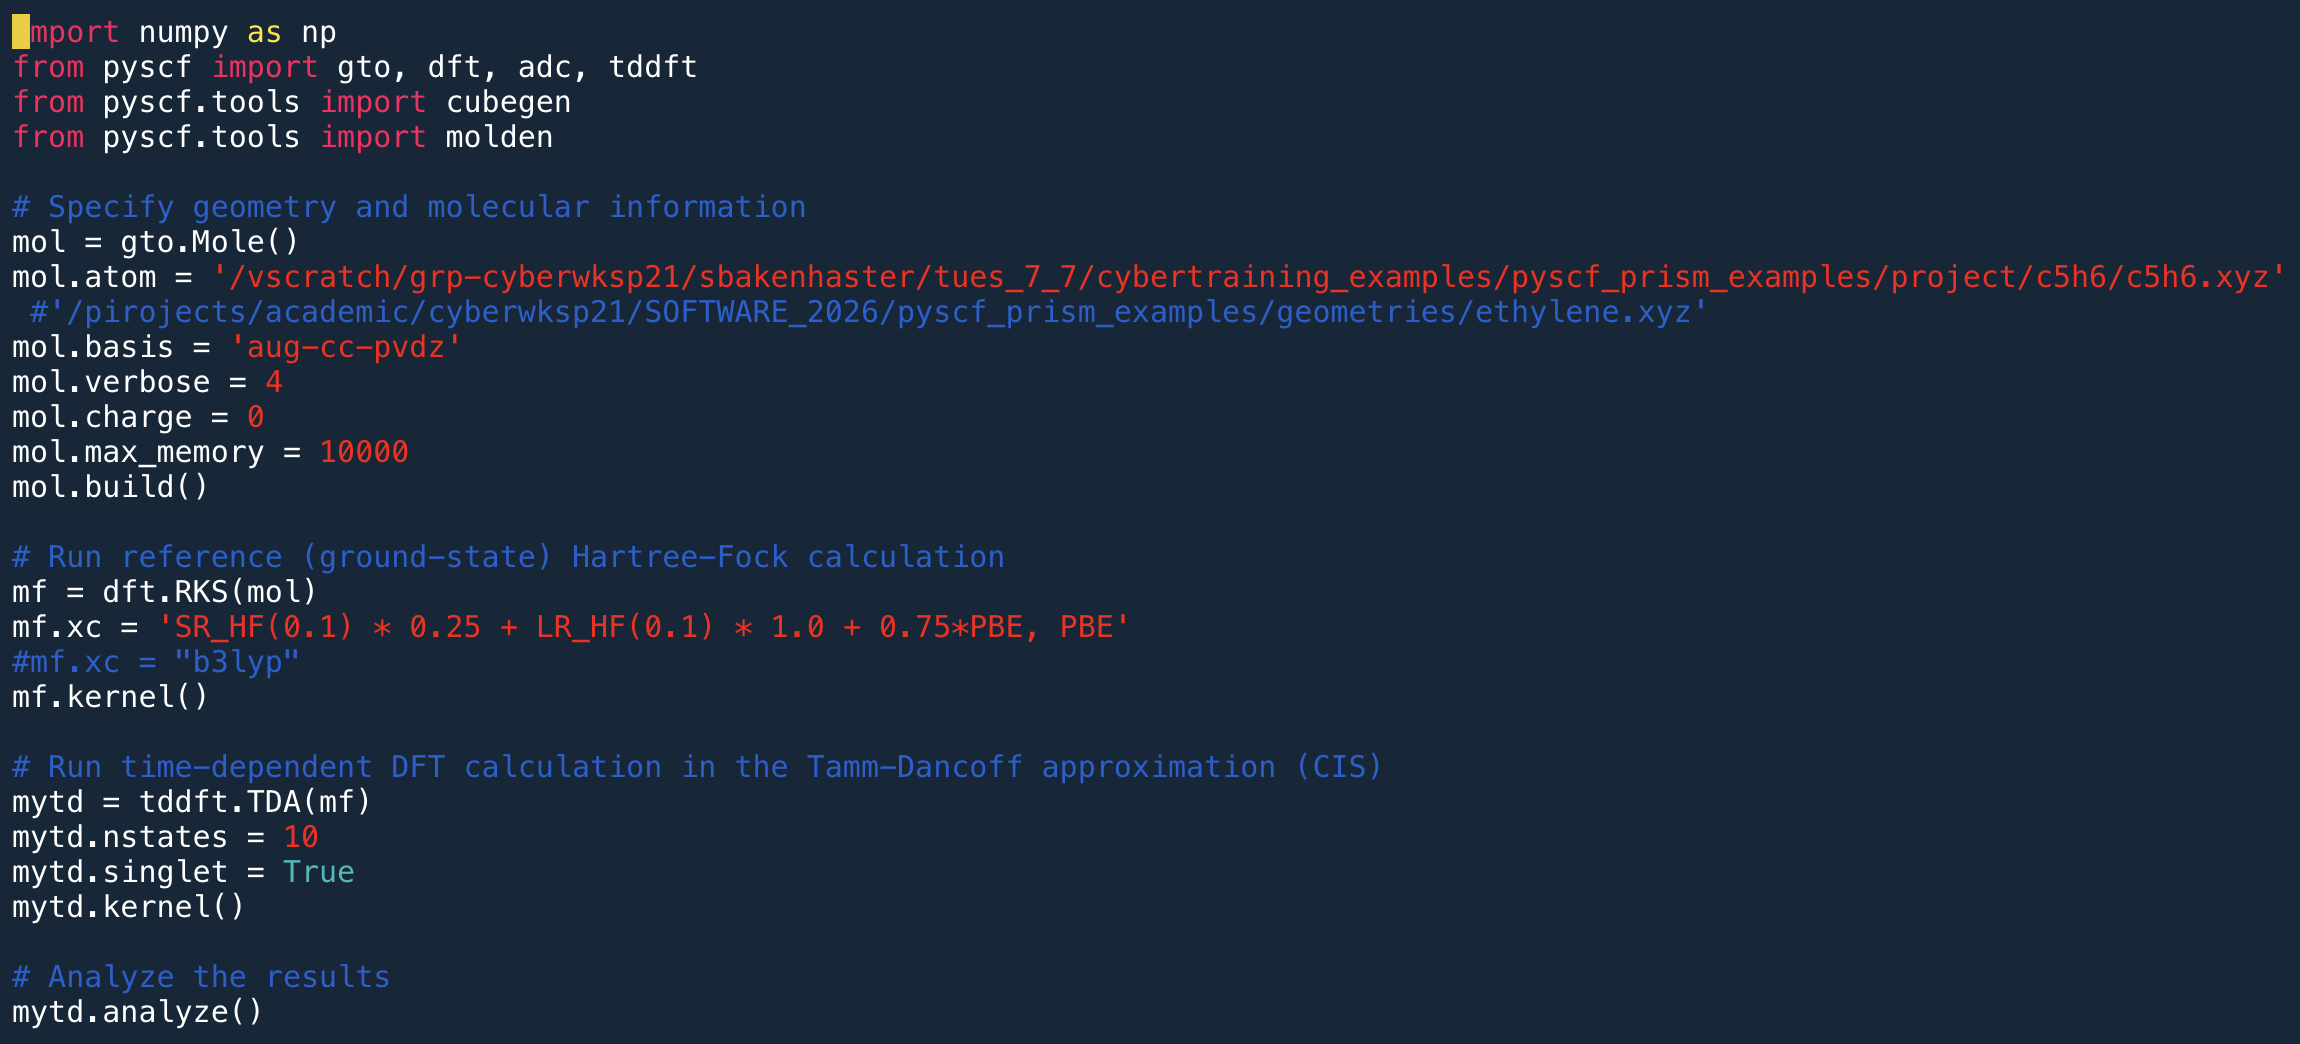 mport numpy as np
from pyscf import gto, dft, adc, tddft
from pyscf.tools import cubegen
from pyscf.tools import molden
# Specify geometry and molecular information
mol = gto.Mole()
mol.atom = '/vscratch/grp-cyberwksp21/sbakenhaster/tues_7_7/cybertraining_examples/pyscf_prism_examples/project/c5h6/c5h6.xyz'
 #'/pirojects/academic/cyberwksp21/SOFTWARE_2026/pyscf_prism_examples/geometries/ethylene.xyz'
mol.basis = 'aug-cc-pvdz'
mol.verbose = 4
mol.charge = 0
mol.max_memory = 10000
mol.build()
# Run reference (ground-state) Hartree-Fock calculation
mf = dft.RKS(mol)
mf.xc = 'SR_HF(0.1) * 0.25 + LR_HF(0.1) * 1.0 + 0.75*PBE, PBE'
#mf.xc = "b3lyp"
mf.kernel()
# Run time-dependent DFT calculation in the Tamm-Dancoff approximation (CIS)
mytd = tddft.TDA(mf)
mytd.nstates = 10
mytd.singlet = True
mytd.kernel()
# Analyze the results
mytd.analyze()